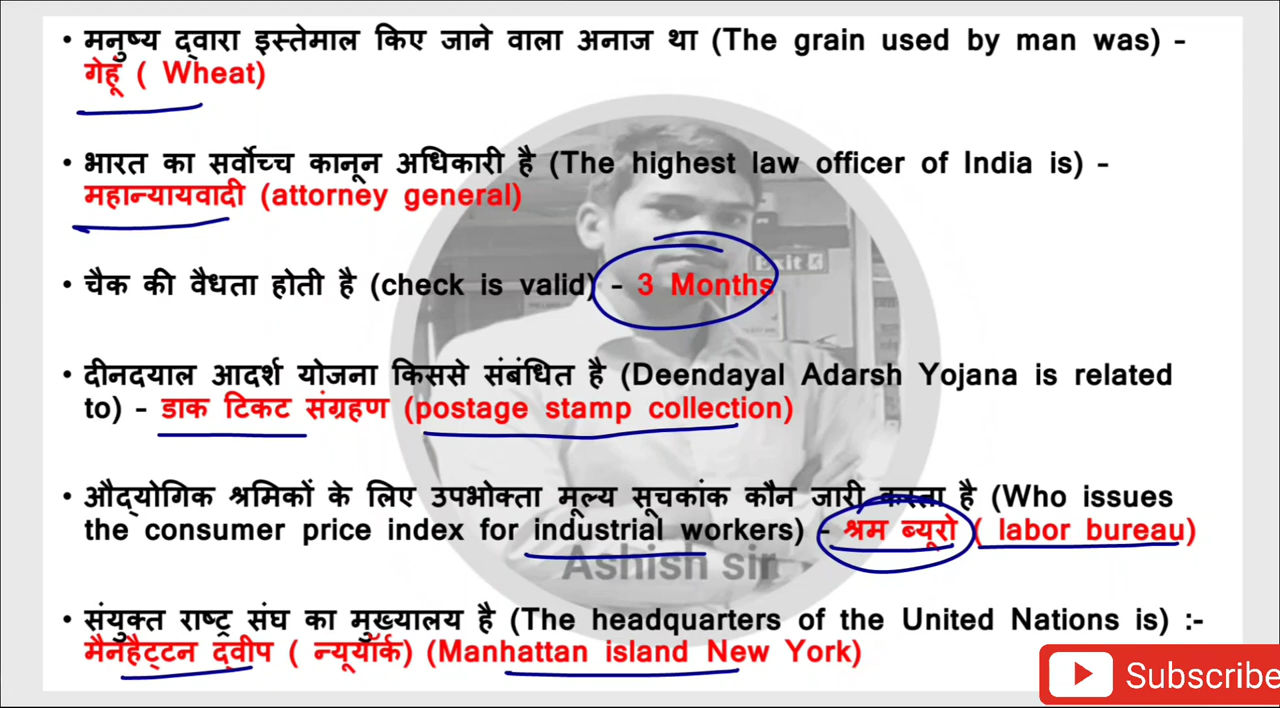 • मनुष्य द्वारा इस्तेमाल किए जाने वाला अनाज था (The grain used by man was) –
गेहूं ( Wheat)
• भारत का सर्वोच्च कानून अधिकारी है (The highest law officer of India is) –
महान्यायवादी (attorney general)
• चैक की वैधता होती है (check is valid) – 3 Months
• दीनदयाल आदर्श योजना किससे संबंधित है (Deendayal Adarsh Yojana is related
to) – डाक टिकट संग्रहण (postage stamp collection)
• औद्योगिक श्रमिकों के लिए उपभोक्ता मूल्य सूचकांक कौन जारी करता है (Who issues
the consumer price index for industrial workers) – श्रम ब्यूरो ( labor bureau)
Ashish sir
• संयुक्त राष्ट्र संघ का मुख्यालय है (The headquarters of the United Nations is) :-
मैनहैट्टन द्वीप ( न्यूयॉर्क) (Manhattan island New York)
Subscribe